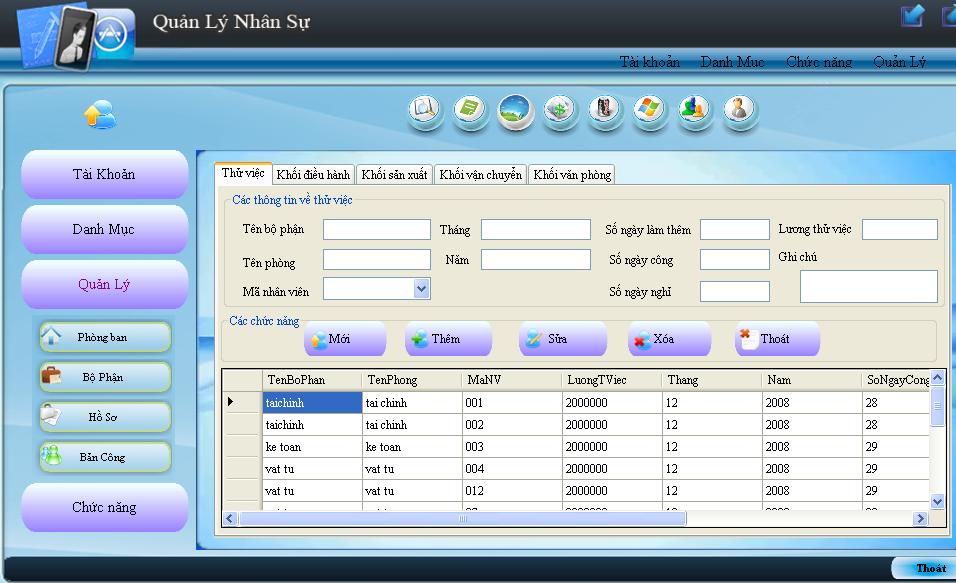 Quản Lý Nhân Sự
Tài khoản Danh Mục Chức năng Quản Lý
Tài Khoản
Danh Mục
Quản Lý
Phòng ban
Bộ Phận
Hồ Sơ
Bản Công
Chức năng
Thử việc Khối điều hành Khối sản xuất Khối vận chuyển Khối văn phòng
Các thông tin về thử việc
Tên bộ phận Tháng Số ngày làm thêm Lương thử việc
Tên phòng Năm Số ngày công Ghi chú
Mã nhân viên Số ngày nghỉ
Các chức năng
Mới Thêm Sửa Xóa Thoát
TenBoPhan TenPhong MaNV LuongTViec Thang Nam SoNgayCong
taichinh tai chinh 001 2000000 12 2008 28
taichinh tai chinh 002 2000000 12 2008 28
ke toan ke toan 003 2000000 12 2008 29
vat tu vat tu 004 2000000 12 2008 29
vat tu vat tu 012 2000000 12 2008 29
Thoát